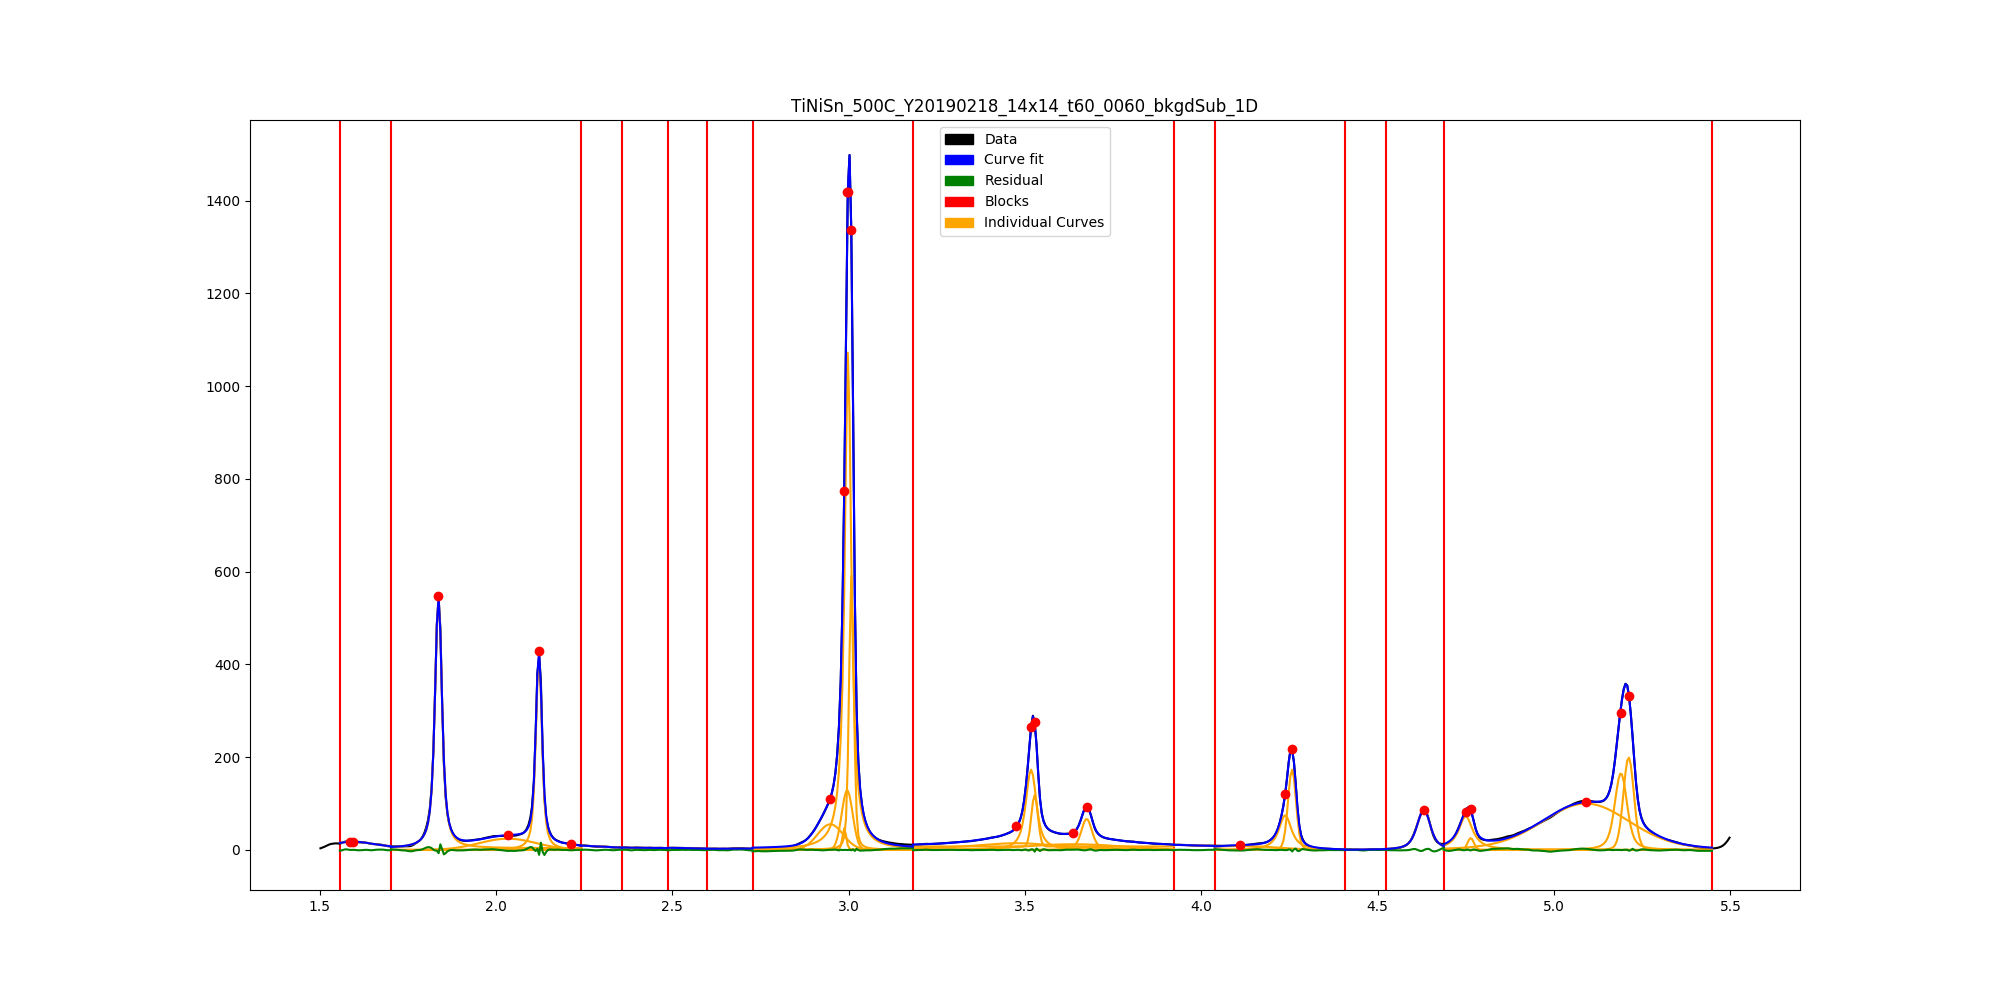 TiNiSn_500C_Y20190218_14x14_t60_0060_bkgdSub_1D
Data
Curve fit
Residual
Blocks
Individual Curves
1400
1200
1000
800
600
400
200
0
1.5 2.0 2.5 3.0 3.5 4.0 4.5 5.0 5.5